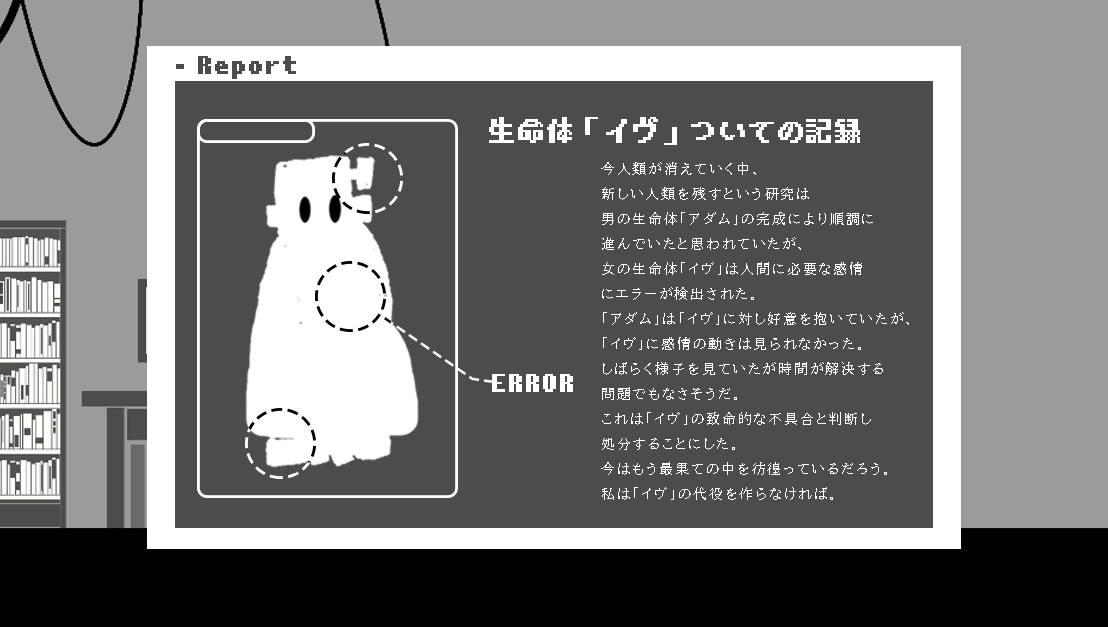 - Report
生命体「イヴ」ついての記録
今人類が消えていく中、
新しい人類を残すという研究は
男の生命体「アダム」の完成により順調に
進んでいたと思われていたが、
女の生命体「イヴ」は人間に必要な感情
にエラーが検出された。
「アダム」は「イヴ」に対し好意を抱いていたが、
「イヴ」に感情の動きは見られなかった。
しばらく様子を見ていたが時間が解決する
問題でもなさそうだ。
これは「イヴ」の致命的な不具合と判断し
処分することにした。
今はもう最果ての中を彷徨っているだろう。
私は「イヴ」の代役を作らなければ。
ERROR